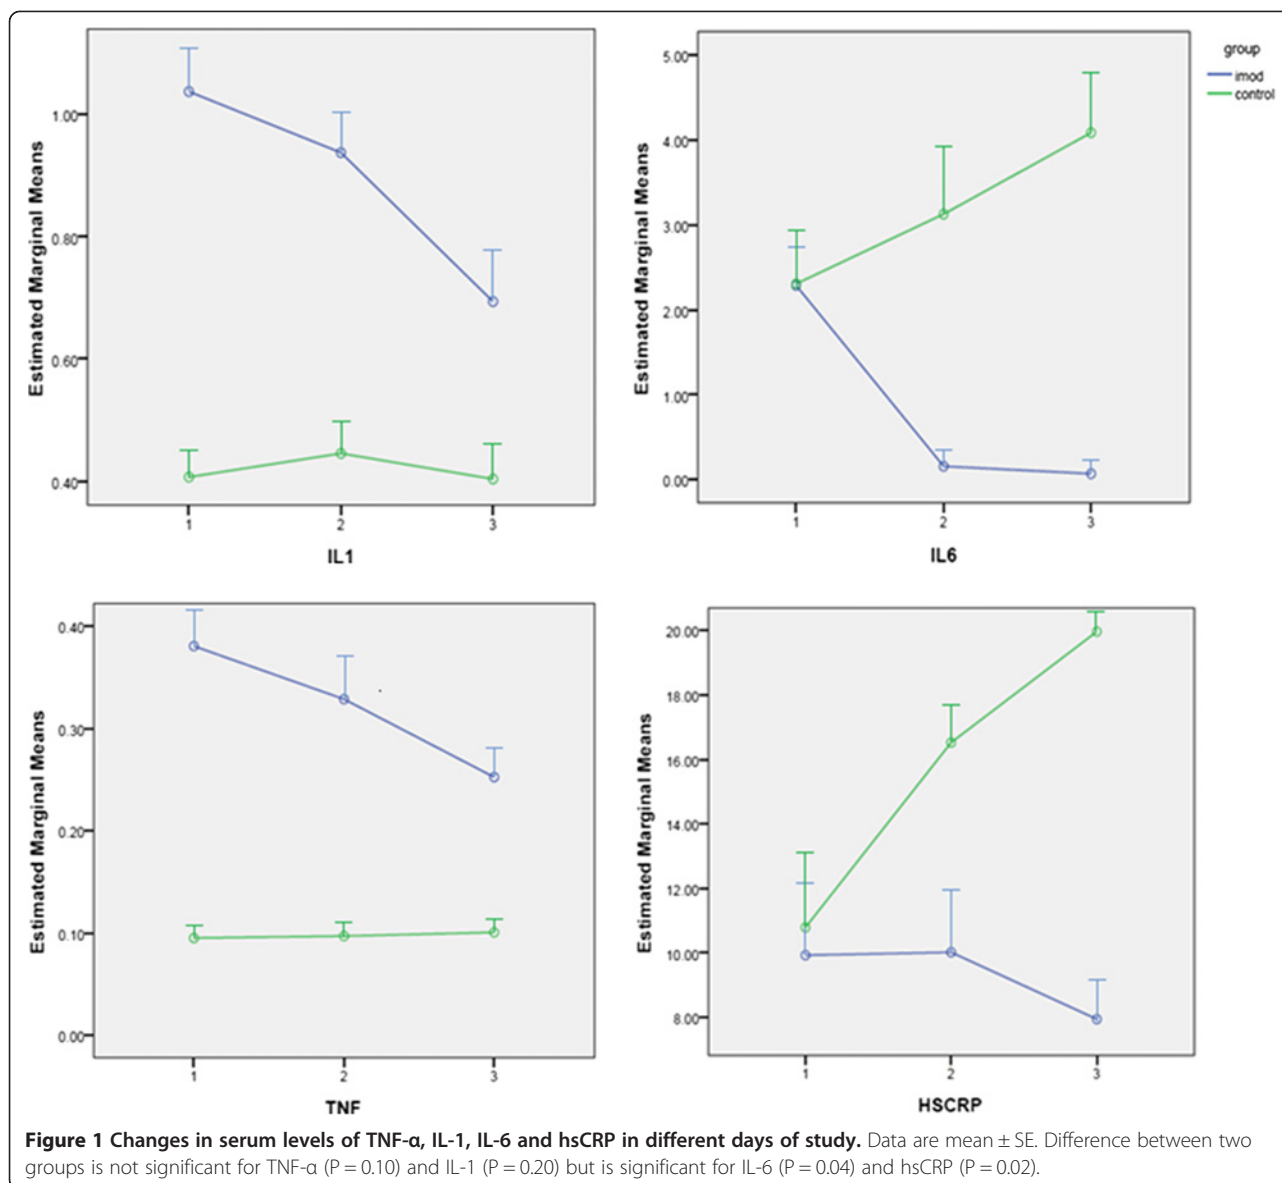 Estimated Marginal Means
1.00
0.80
0.60
0.40
1 2 3
IL1
Estimated Marginal Means
5.00
4.00
3.00
2.00
1.00
0.00
1 2 3
IL6
group
imod
control
Estimated Marginal Means
0.40
0.30
0.20
0.10
0.00
1 2 3
TNF
Estimated Marginal Means
20.00
18.00
16.00
14.00
12.00
10.00
8.00
1 2 3
HSCRP
Figure 1 Changes in serum levels of TNF-α, IL-1, IL-6 and hsCRP in different days of study. Data are mean ± SE. Difference between two
groups is not significant for TNF-α (P = 0.10) and IL-1 (P = 0.20) but is significant for IL-6 (P = 0.04) and hsCRP (P = 0.02).